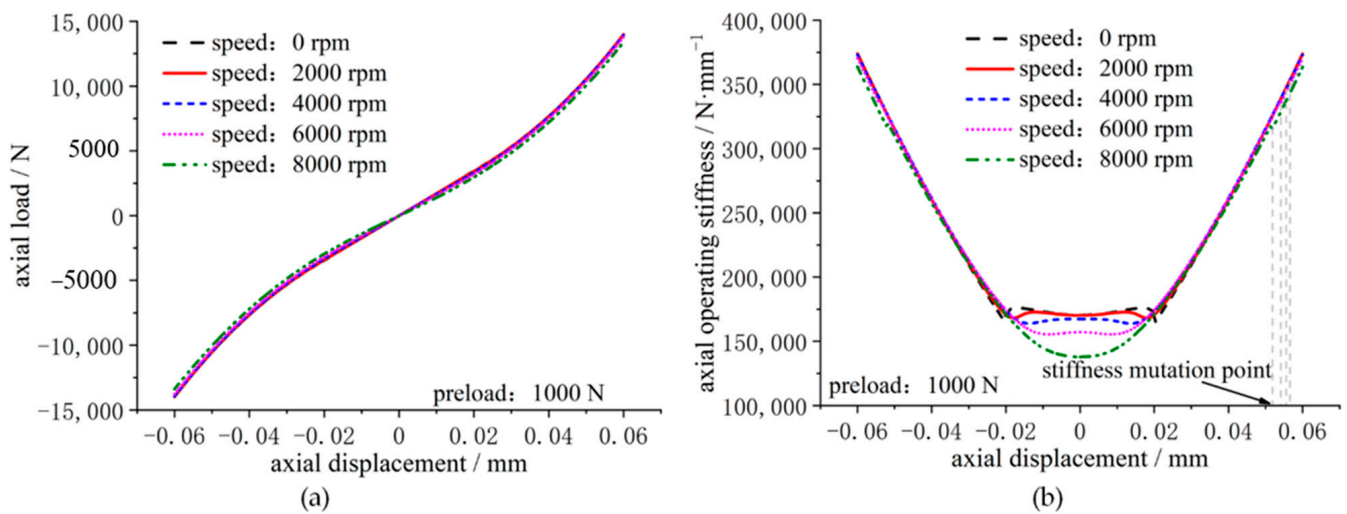 (a)
axial load / N
15, 000
10, 000
5000
0
−5000
−10, 000
−15, 000
speed: 0 rpm
speed: 2000 rpm
speed: 4000 rpm
speed: 6000 rpm
speed: 8000 rpm
preload: 1000 N
−0.06 −0.04 −0.02 0 0.02 0.04 0.06
axial displacement / mm
(a)
axial operating stiffness / N·mm⁻¹
400, 000
350, 000
300, 000
250, 000
200, 000
150, 000
100, 000
speed: 0 rpm
speed: 2000 rpm
speed: 4000 rpm
speed: 6000 rpm
speed: 8000 rpm
stiffness mutation point
preload: 1000 N
−0.06 −0.04 −0.02 0 0.02 0.04 0.06
axial displacement / mm
(b)